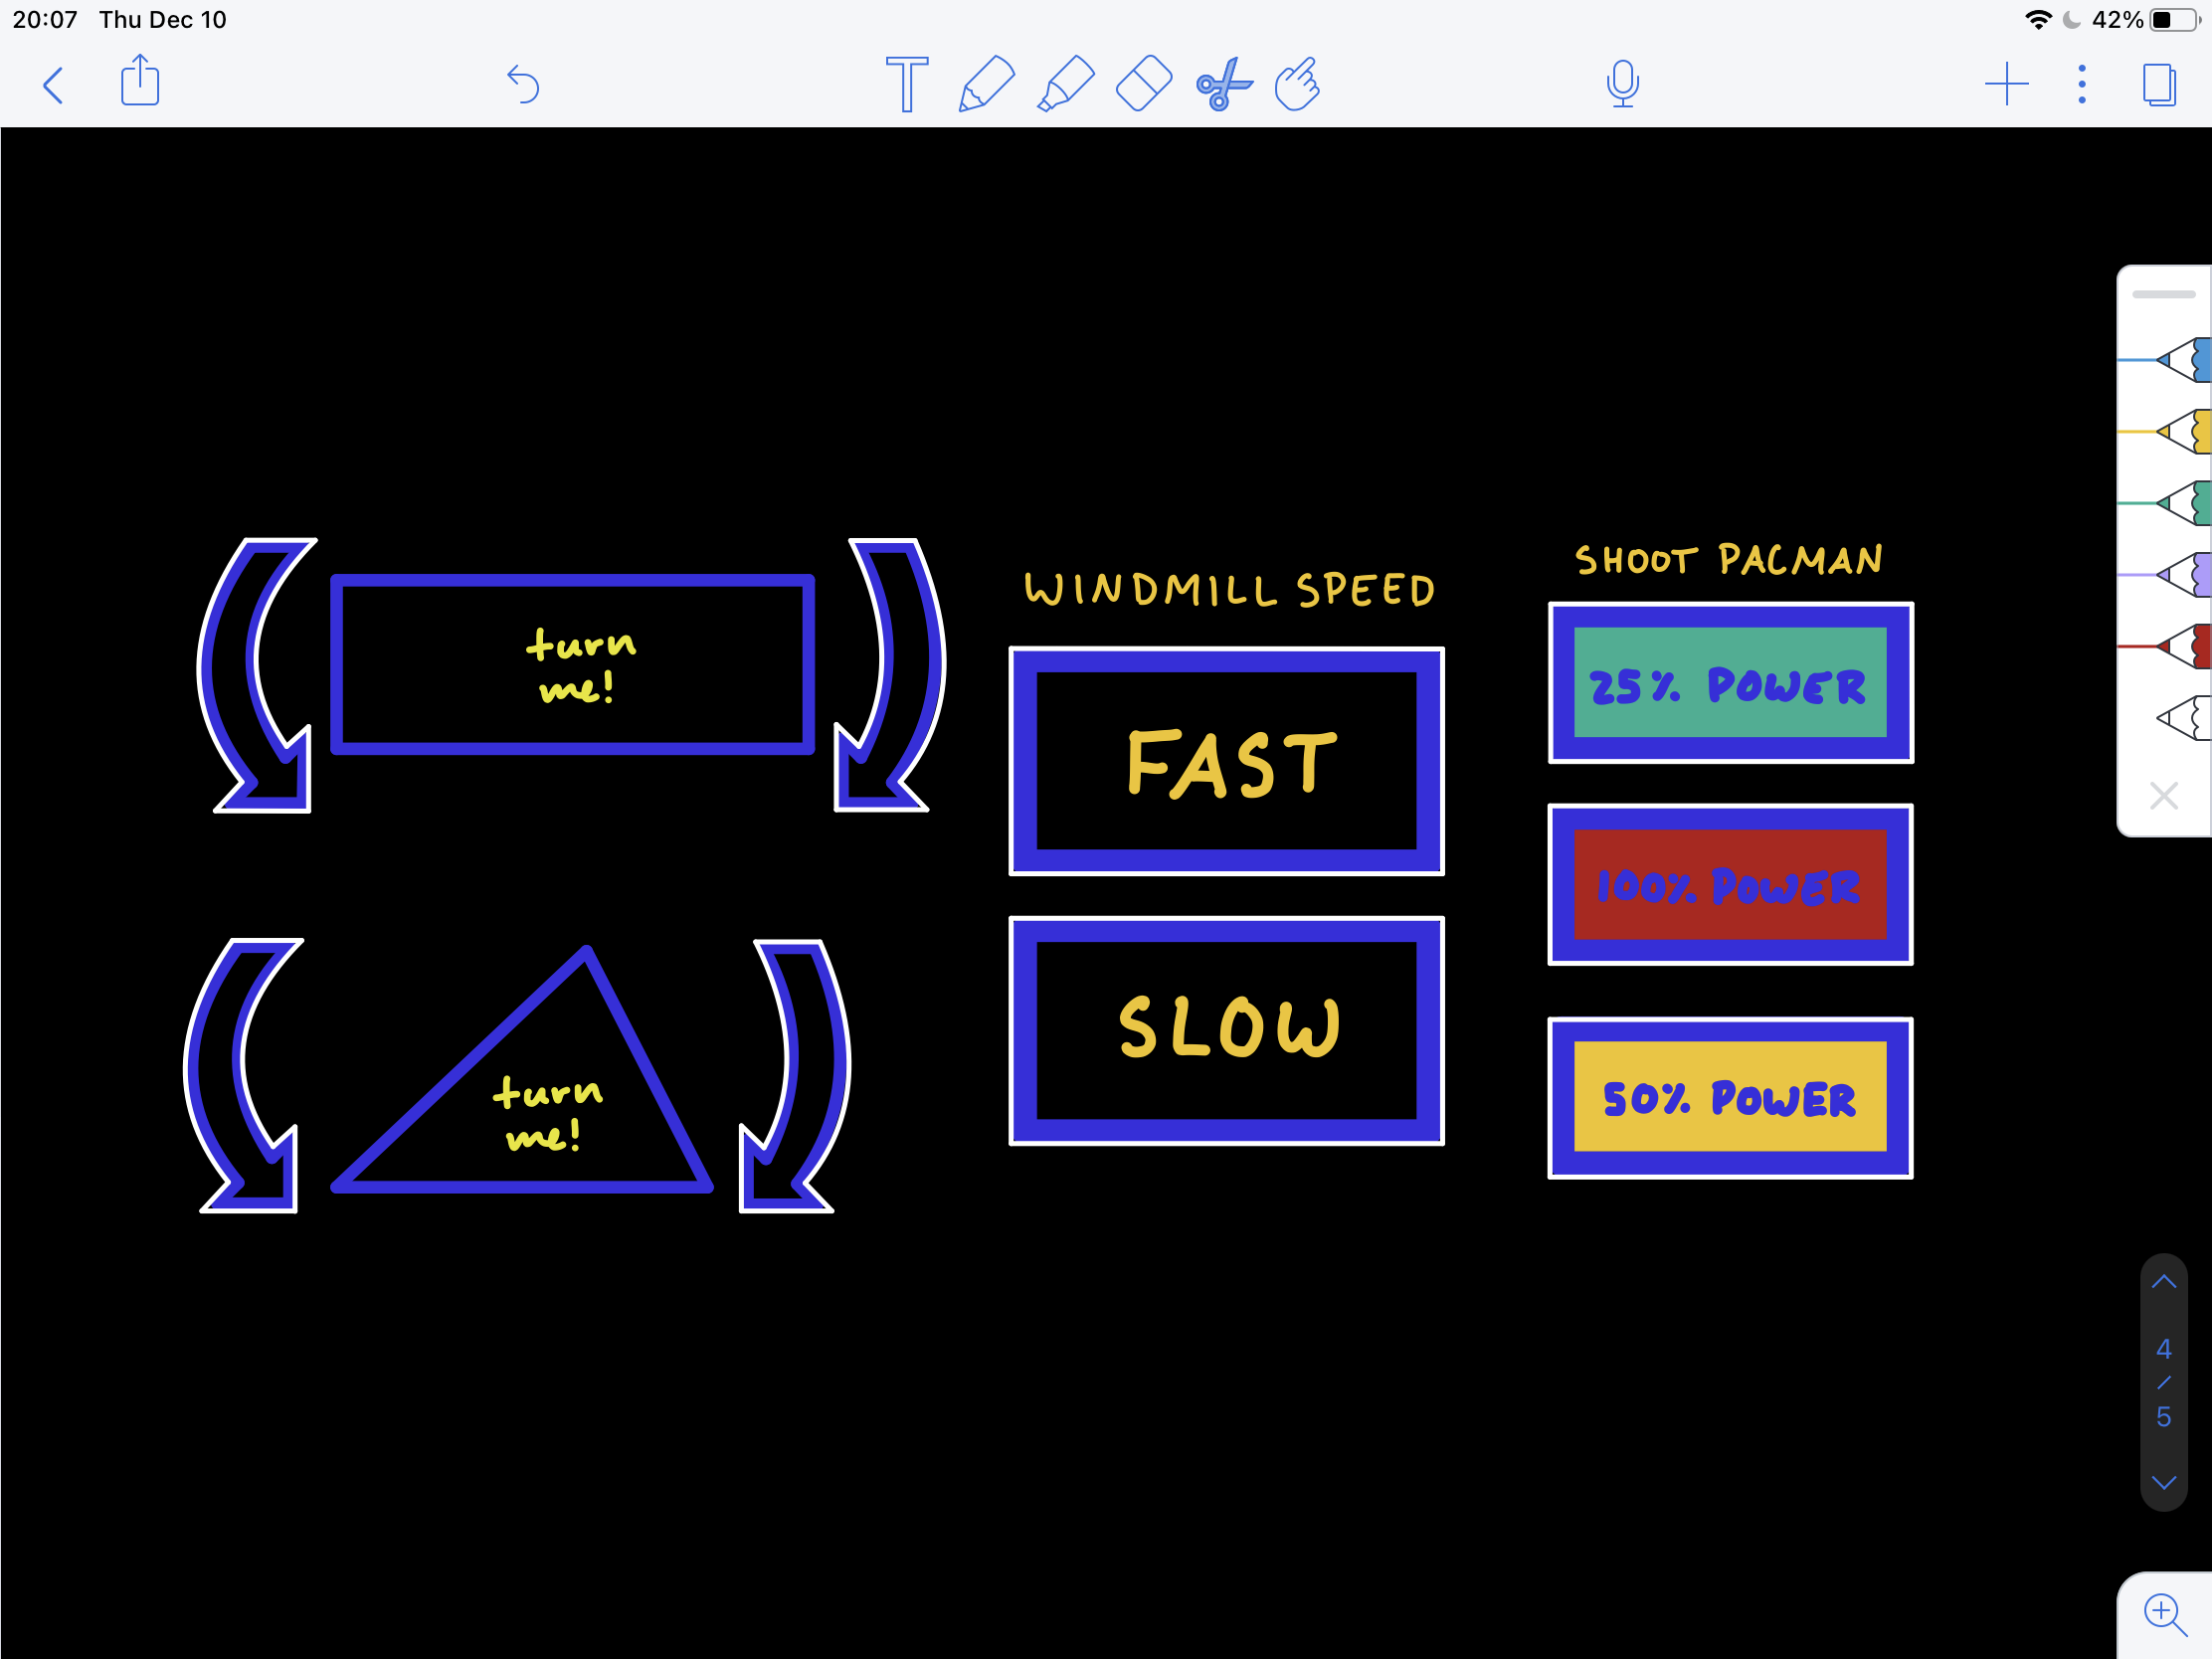 20:07 Thu Dec 10
42%
turn
me!
turn
me!
WINDMILL SPEED
FAST
SLOW
SHOOT PACMAN
25% POWER
100% POWER
50% POWER
4
/
5